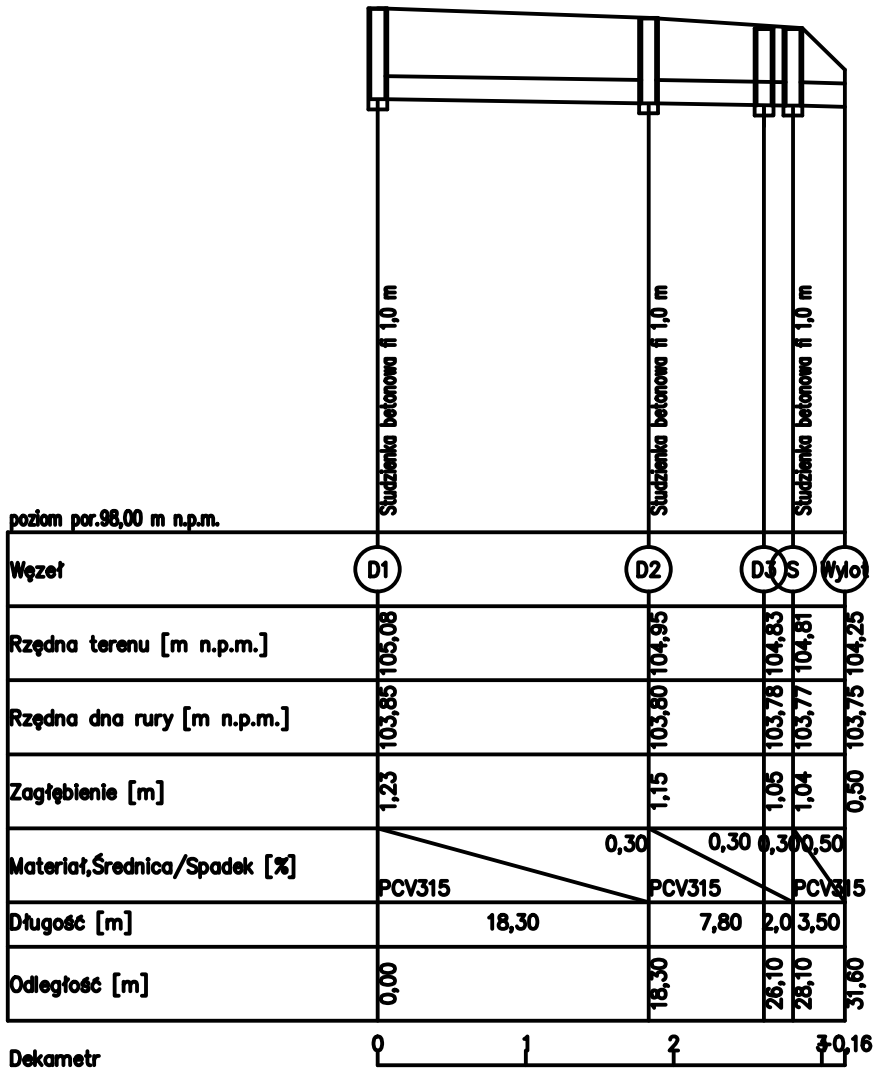 Studzienka betonowa fi 1,0 m
Studzienka betonowa fi 1,0 m
Studzienka betonowa fi 1,0 m
poziom por.98,00 m n.p.m.
Węzeł D1 D2 D3 S Wylot
Rzędna terenu [m n.p.m.] 105,08 104,95 104,83 104,81 104,25
Rzędna dna rury [m n.p.m.] 103,85 103,80 103,78 103,77 103,75
Zagłębienie [m] 1,23 1,15 1,05 1,04 0,50
0,30 0,30 0,30 0,50
Materiał,Średnica/Spadek [%]
PCV315 PCV315 PCV315
Długość [m] 18,30 7,80 2,0 3,50
Odległość [m] 0,00 18,30 26,10 28,10 31,60
Dekametr 0 1 2 3+0,16